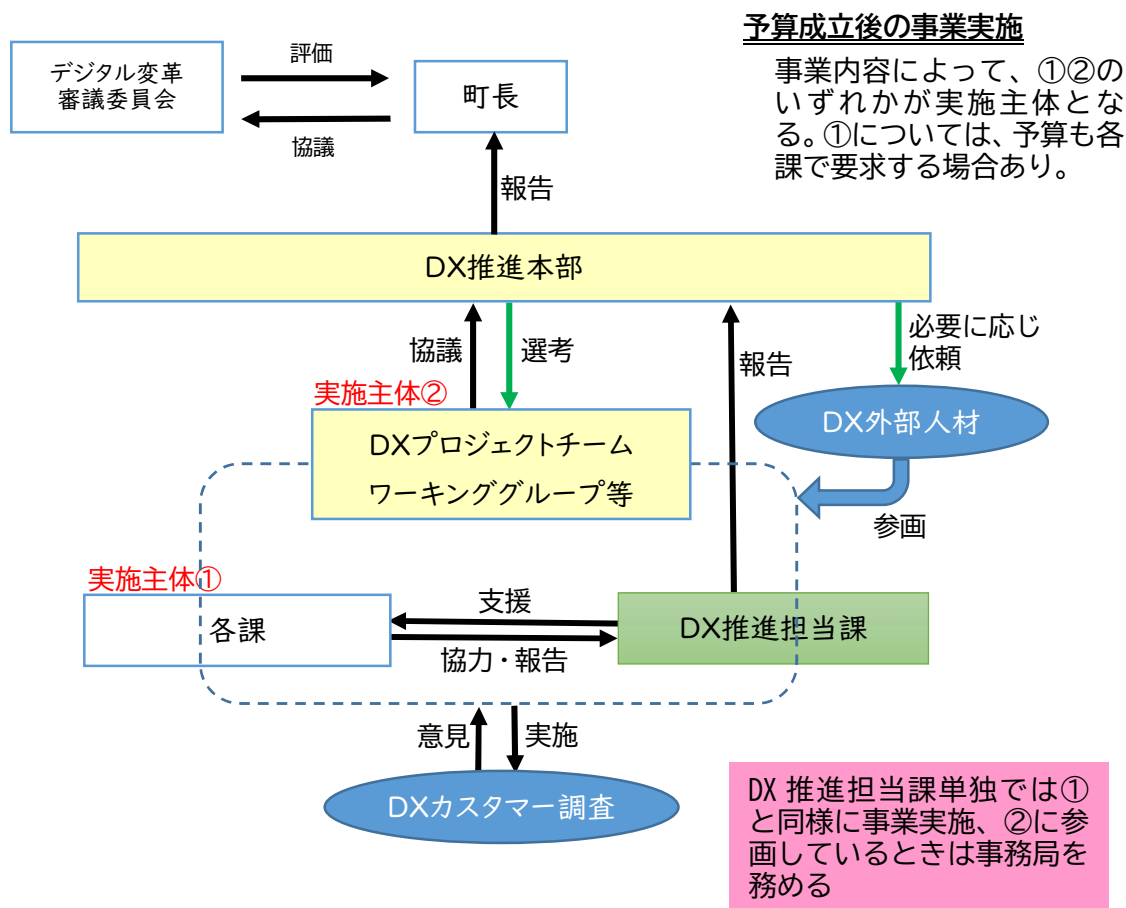 予算成立後の事業実施
事業内容によって、①②の
いずれかが実施主体とな
る。①については、予算も各
課で要求する場合あり。
デジタル変革
審議委員会
評価
協議
町長
報告
DX推進本部
協議
選考
報告
必要に応じ
依頼
実施主体②
DXプロジェクトチーム
ワーキンググループ等
DX外部人材
参画
実施主体①
各課
支援
協力・報告
DX推進担当課
意見
実施
DXカスタマー調査
DX 推進担当課単独では①
と同様に事業実施、②に参
画しているときは事務局を
務める